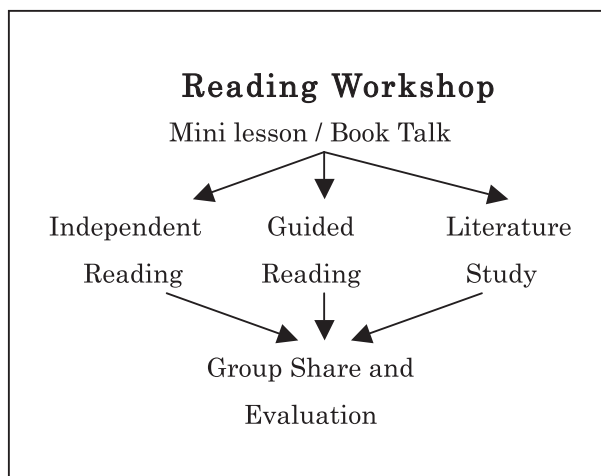 Reading Workshop
Mini lesson / Book Talk
Independent Reading
Guided Reading
Literature Study
Group Share and
Evaluation